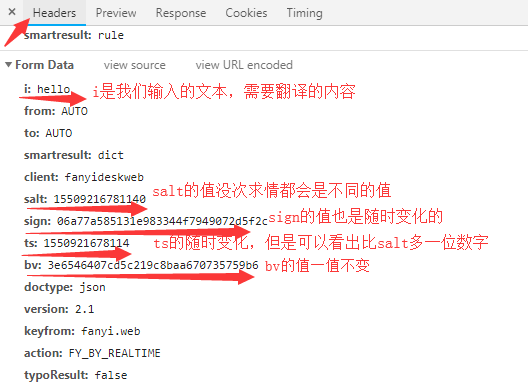 × Headers Preview Response Cookies Timing
smartresult: rule
▼ Form Data view source view URL encoded
i: hello i是我们输入的文本，需要翻译的内容
from: AUTO
to: AUTO
smartresult: dict
client: fanyideskweb
salt: 15509216781140 salt的值没次求情都会是不同的值
sign: 06a77a585131e983344f7949072d5f2c sign的值也是随时变化的
ts: 1550921678114 ts的随时变化，但是可以看出比salt多一位数字
bv: 3e6546407cd5c219c8baa670735759b6 bv的值一值不变
doctype: json
version: 2.1
keyfrom: fanyi.web
action: FY_BY_REALTIME
typoResult: false